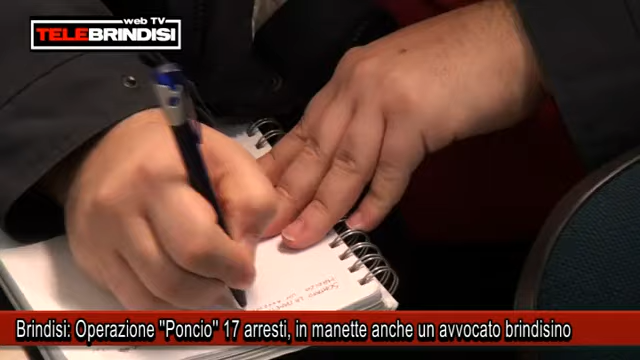 web TV
TELEBRINDISI
Brindisi: Operazione "Poncio" 17 arresti, in manette anche un avvocato brindisino